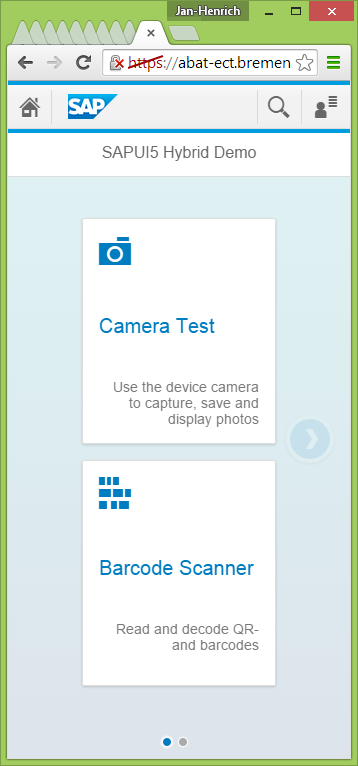 Jan-Henrich
https://abat-ect.bremen
SAP
SAPUI5 Hybrid Demo
Camera Test
Use the device camera
to capture, save and
display photos
Barcode Scanner
Read and decode QR-
and barcodes